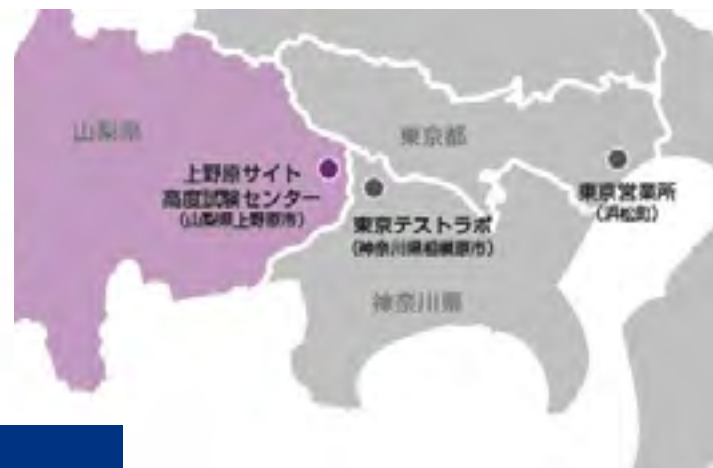 山梨県
東京都
上野原サイト
高度試験センター
(山梨県上野原市)
東京テストラボ
(神奈川県相模原市)
東京営業所
(浜松町)
神奈川県